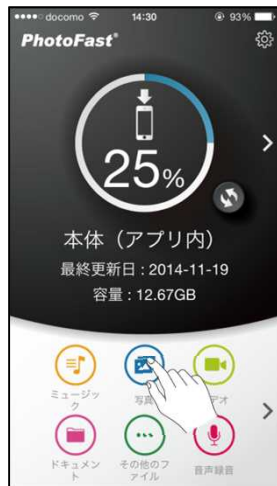 docomo 14:30 93%
PhotoFast®
25%
本体（アプリ内）
最終更新日 : 2014-11-19
容量 : 12.67GB
ミュージッ
ク
写真
デオ
ドキュメン
ト
その他のフ
ァイル
音声録音